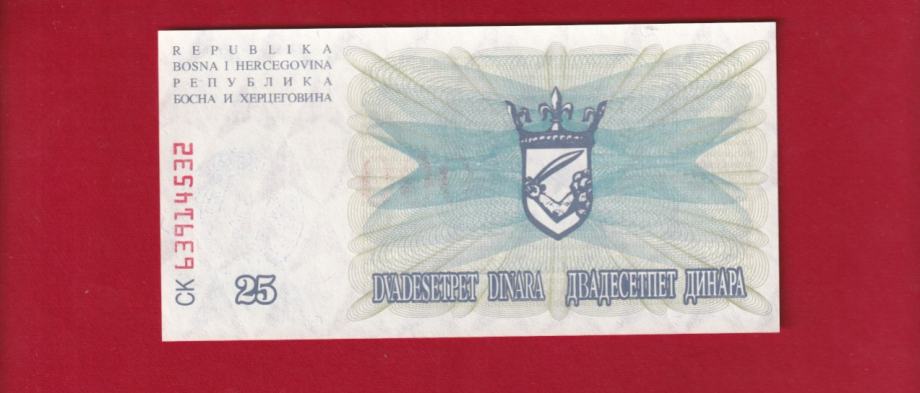 REPUBLIKA
BOSNA I HERCEGOVINA
РЕПУБЛИКА
БОСНА И ХЕРЦЕГОВИНА
CK 63914532
25
DVADESETPET DINARA ДВАДЕСЕТПЕТ ДИНАРА